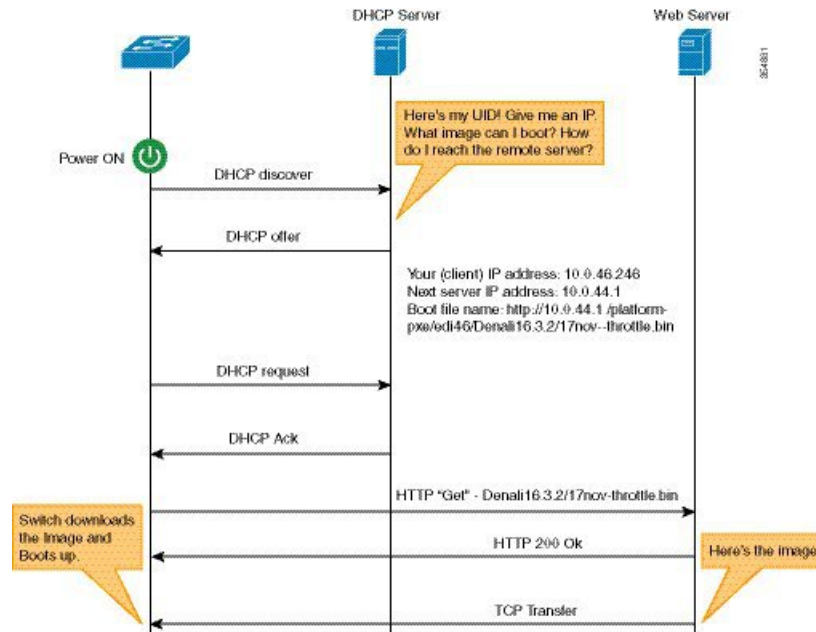 DHCP Server
Web Server
354881
Here's my UID! Give me an IP.
What image can I boot? How
do I reach the remote server?
Power ON
DHCP discover
DHCP offer
Your (client) IP address: 10.0.46.246
Next server IP address: 10.0.44.1
Boot file name: http://10.0.44.1 /platform-
pxe/edi46/Denali16.3.2/17nov--throttle.bin
DHCP request
DHCP Ack
HTTP "Get" - Denali16.3.2/17nov-throttle.bin
Switch downloads
the Image and
Boots up.
HTTP 200 Ok
Here's the image
TCP Transfer